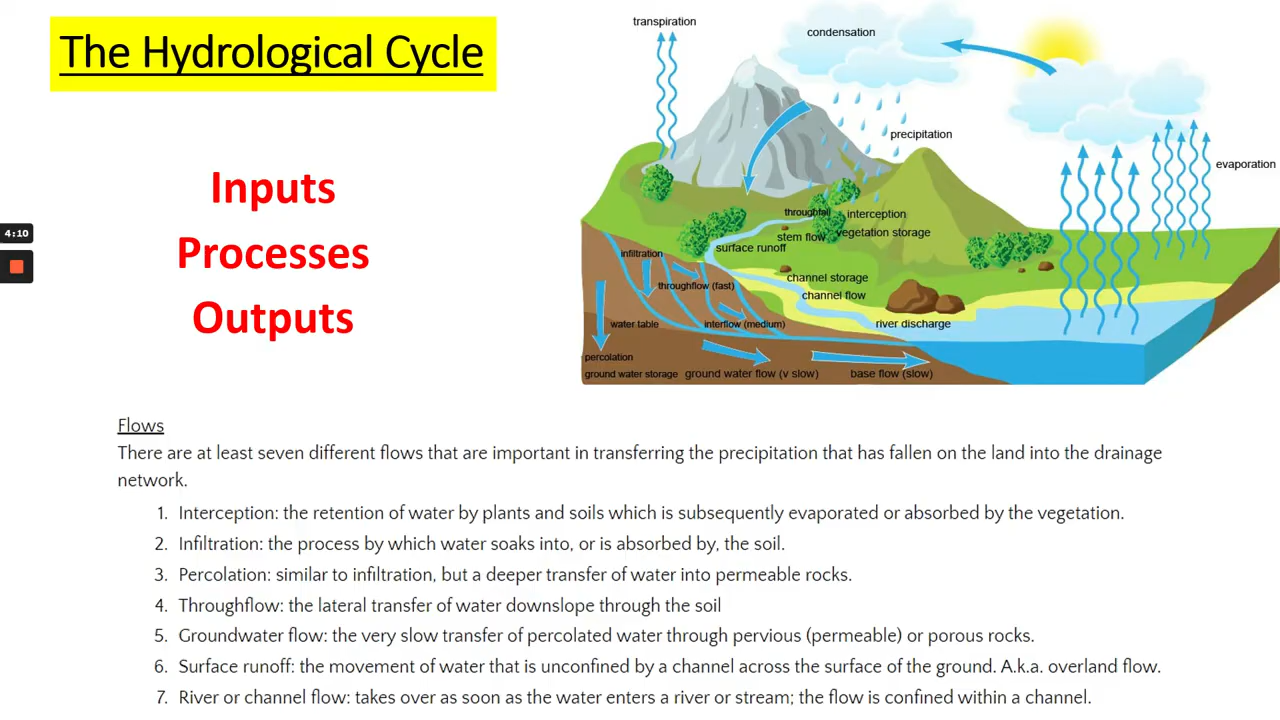 The Hydrological Cycle
Inputs
Processes
Outputs
4:10
transpiration
condensation
precipitation
evaporation
throughfall
interception
stem flow
vegetation storage
surface runoff
infiltration
channel storage
throughflow (fast)
channel flow
water table
interflow (medium)
river discharge
percolation
ground water storage
ground water flow (v slow)
base flow (slow)
Flows
There are at least seven different flows that are important in transferring the precipitation that has fallen on the land into the drainage
network.
1. Interception: the retention of water by plants and soils which is subsequently evaporated or absorbed by the vegetation.
2. Infiltration: the process by which water soaks into, or is absorbed by, the soil.
3. Percolation: similar to infiltration, but a deeper transfer of water into permeable rocks.
4. Throughflow: the lateral transfer of water downslope through the soil
5. Groundwater flow: the very slow transfer of percolated water through pervious (permeable) or porous rocks.
6. Surface runoff: the movement of water that is unconfined by a channel across the surface of the ground. A.k.a. overland flow.
7. River or channel flow: takes over as soon as the water enters a river or stream; the flow is confined within a channel.